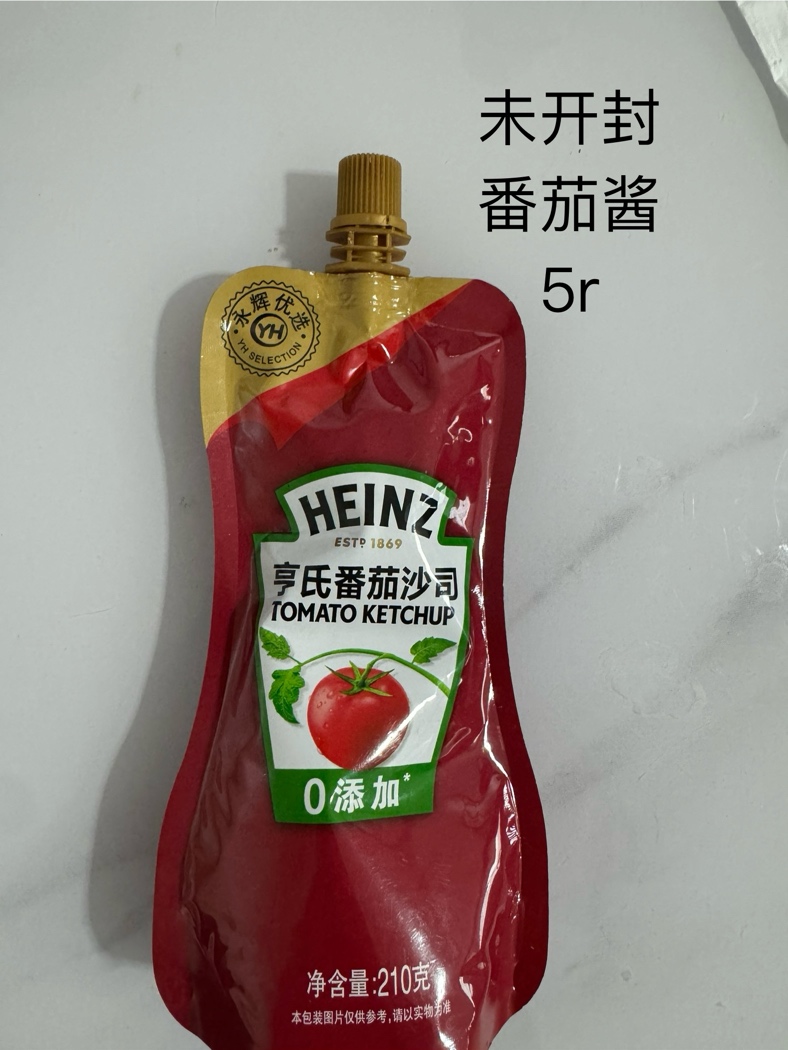 未开封
番茄酱
5r
永辉优选
YH
YH SELECTION
HEINZ
ESTD 1869
亨氏番茄沙司
TOMATO KETCHUP
0添加*
净含量:210克
本包装图片仅供参考,请以实物为准